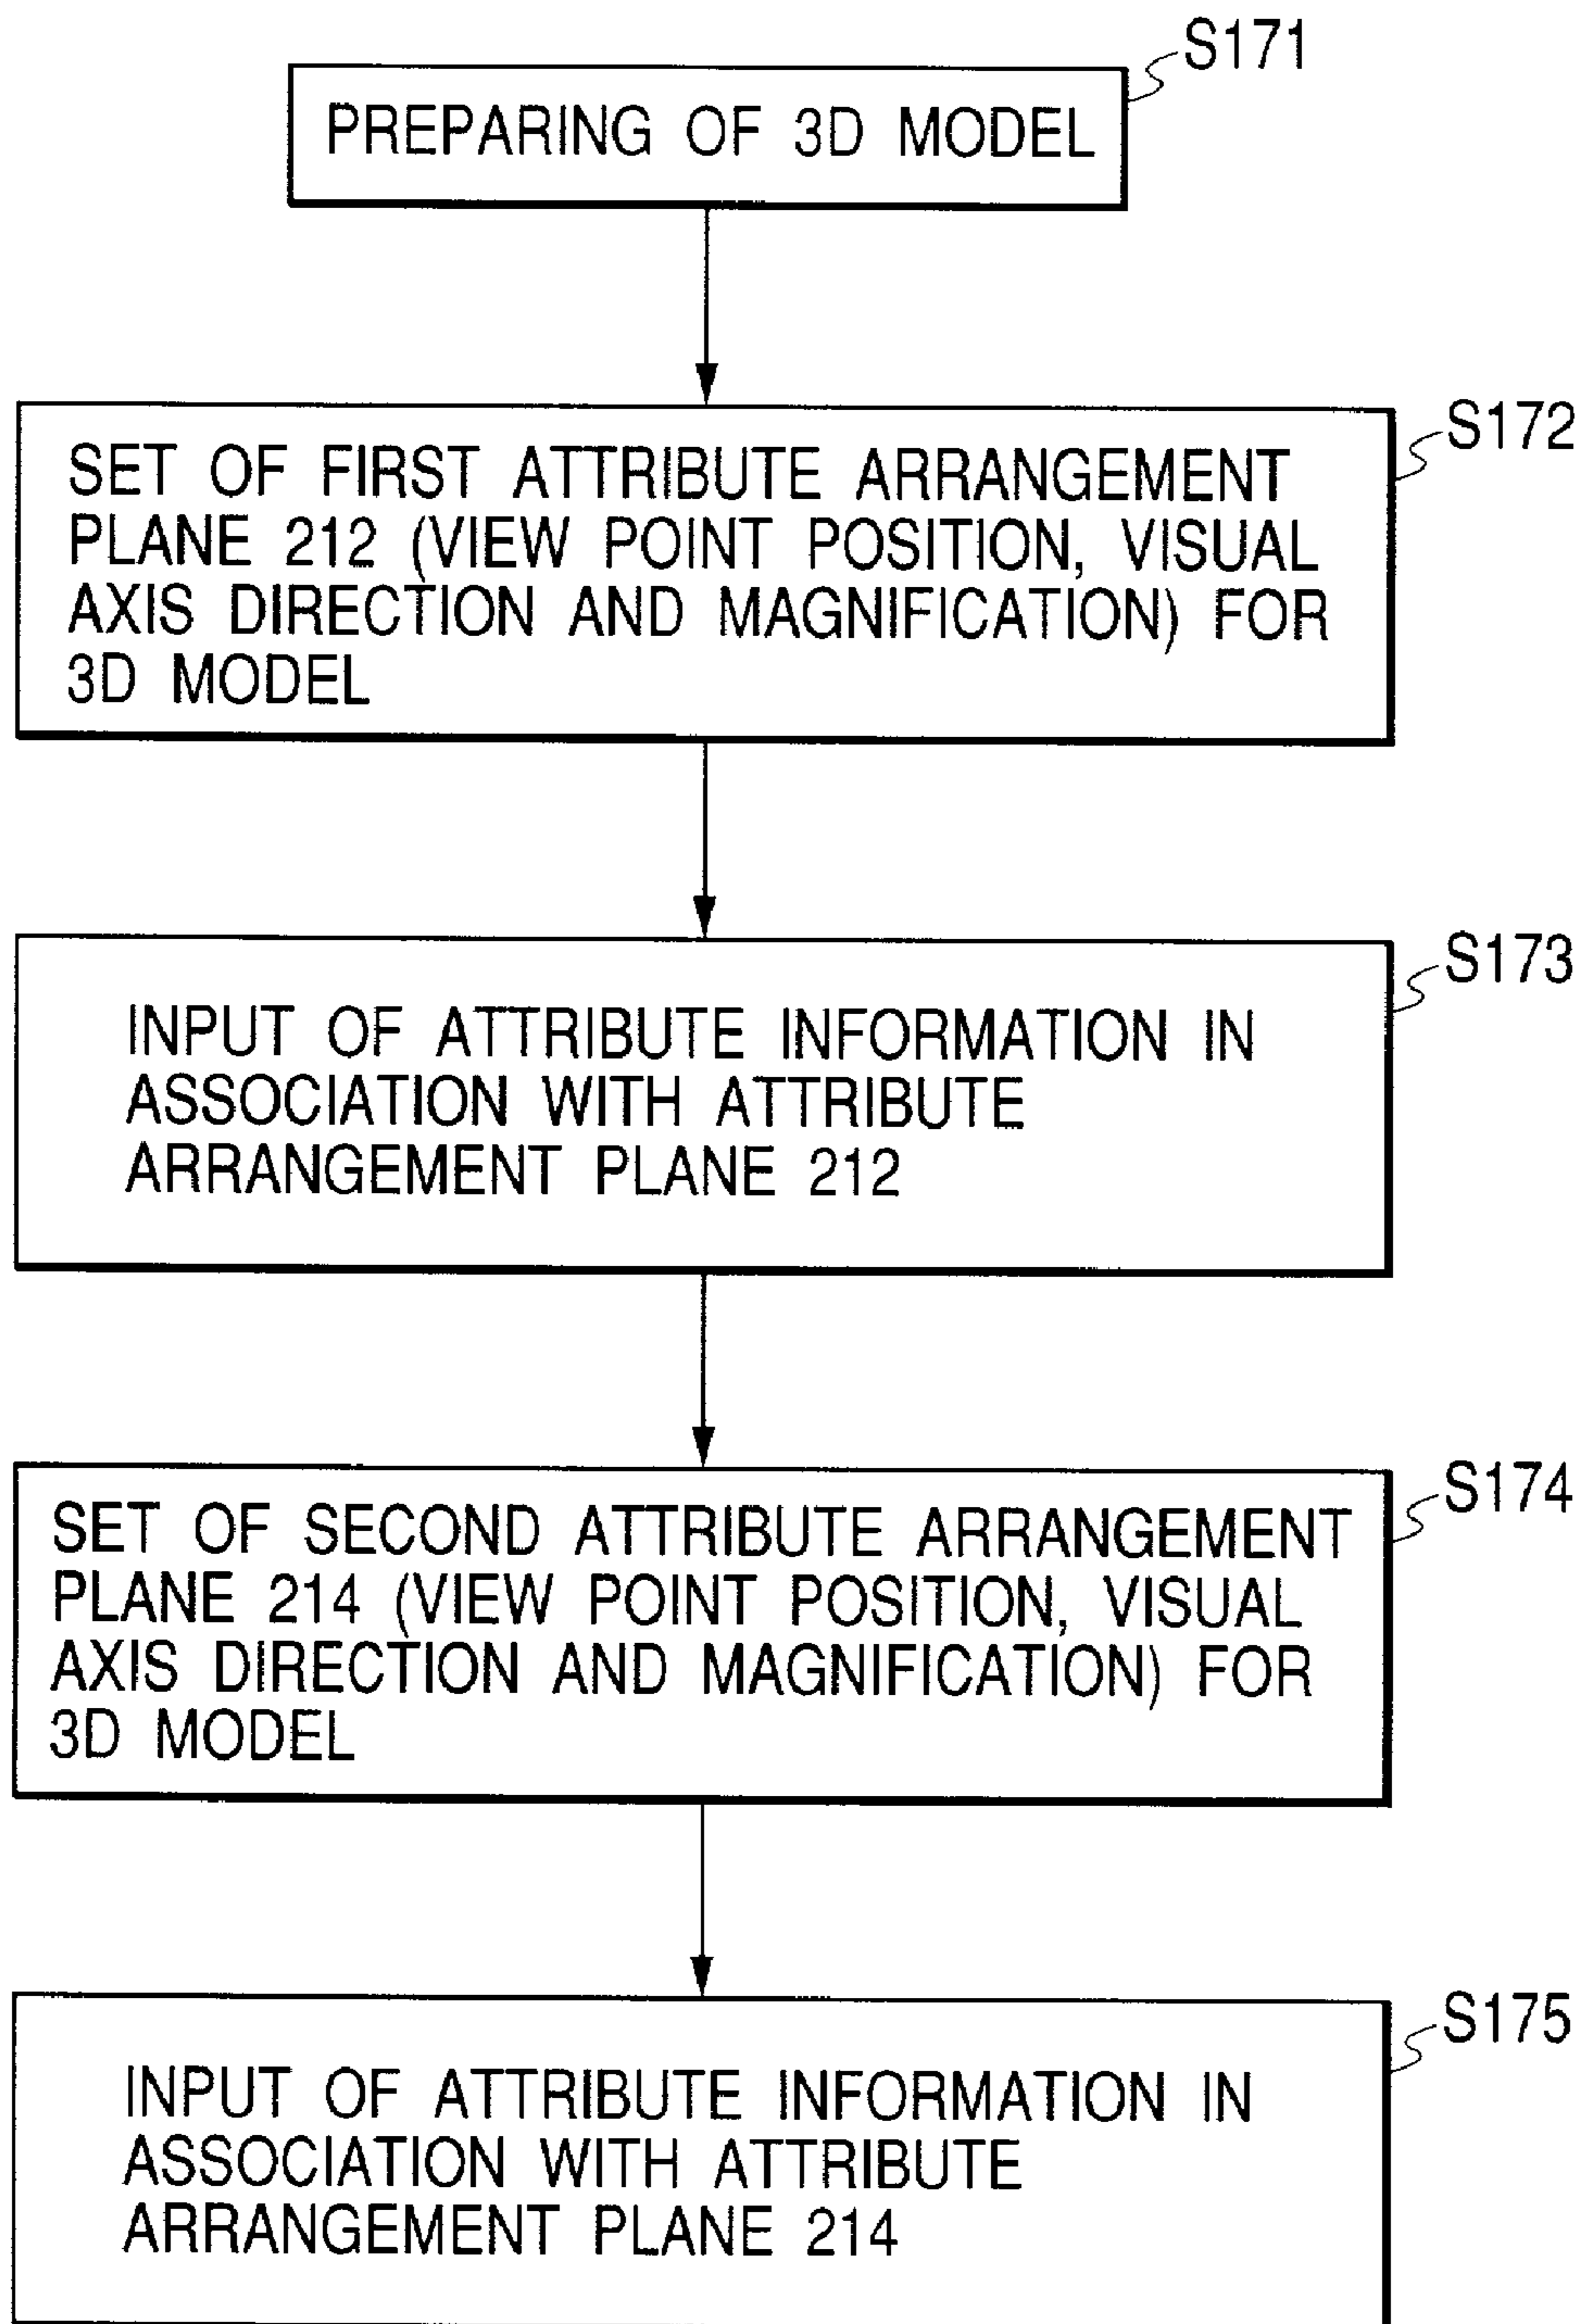 S171
PREPARING OF 3D MODEL
S172
SET OF FIRST ATTRIBUTE ARRANGEMENT
PLANE 212 (VIEW POINT POSITION, VISUAL
AXIS DIRECTION AND MAGNIFICATION) FOR
3D MODEL
S173
INPUT OF ATTRIBUTE INFORMATION IN
ASSOCIATION WITH ATTRIBUTE
ARRANGEMENT PLANE 212
S174
SET OF SECOND ATTRIBUTE ARRANGEMENT
PLANE 214 (VIEW POINT POSITION, VISUAL
AXIS DIRECTION AND MAGNIFICATION) FOR
3D MODEL
S175
INPUT OF ATTRIBUTE INFORMATION IN
ASSOCIATION WITH ATTRIBUTE
ARRANGEMENT PLANE 214